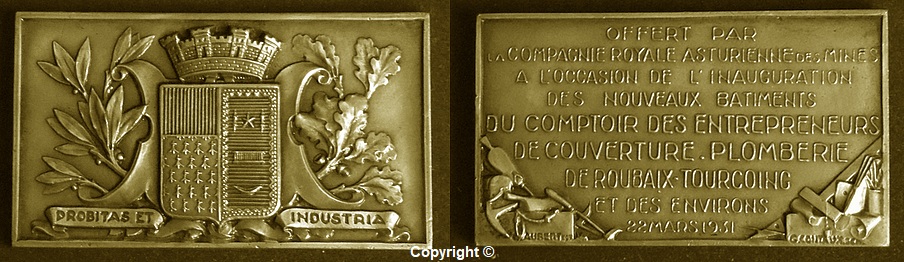 PROBITAS ET INDUSTRIA
OFFERT PAR
LA COMPAGNIE ROYALE ASTURIENNE DES MINES
A L'OCCASION DE L'INAUGURATION
DES NOUVEAUX BATIMENTS
DU COMPTOIR DES ENTREPRENEURS
DE COUVERTURE . PLOMBERIE
DE ROUBAIX-TOURCOING
ET DES ENVIRONS
22 MARS 1931
Copyright ©